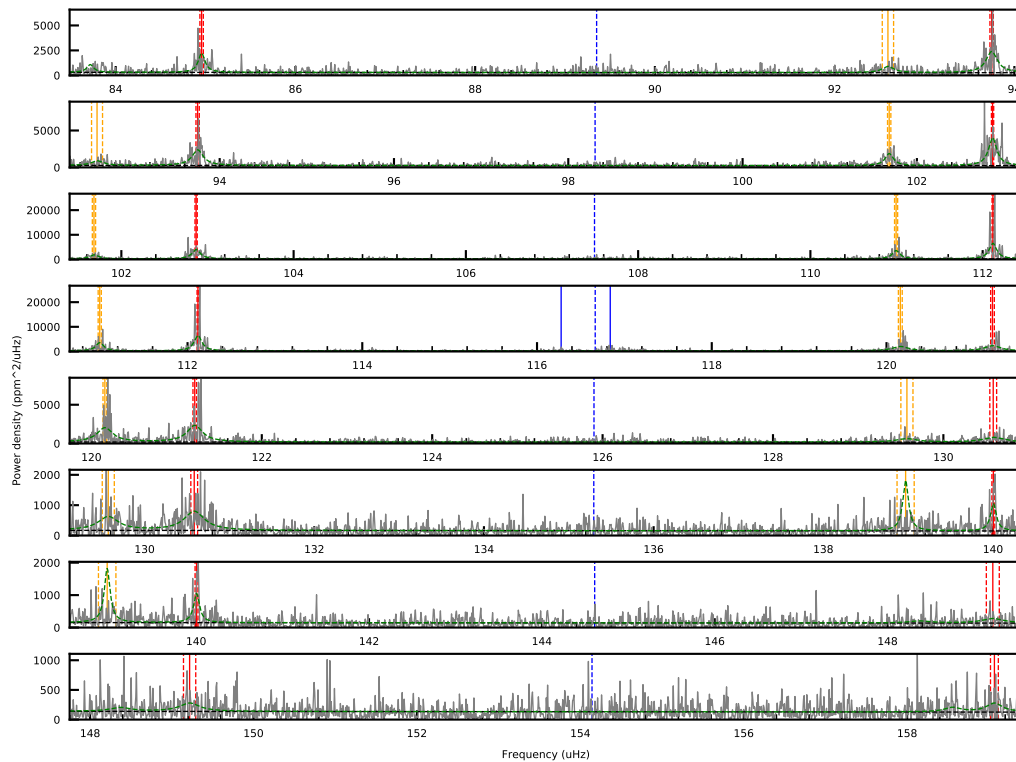 5000
2500
0
84 86 88 90 92 94
5000
0
94 96 98 100 102
20000
10000
0
102 104 106 108 110 112
20000
10000
0
112 114 116 118 120
5000
0
120 122 124 126 128 130
2000
1000
0
130 132 134 136 138 140
2000
1000
0
140 142 144 146 148
1000
500
0
148 150 152 154 156 158
Power density (ppm^2/uHz)
Frequency (uHz)